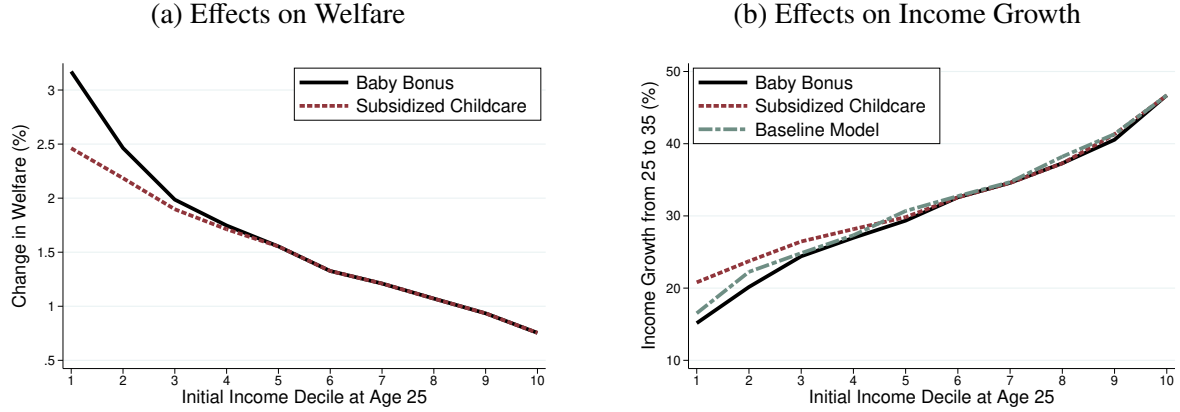 (a) Effects on Welfare
Change in Welfare (%)
3
2.5
2
1.5
1
.5
Baby Bonus
Subsidized Childcare
1 2 3 4 5 6 7 8 9 10
Initial Income Decile at Age 25
(b) Effects on Income Growth
Income Growth from 25 to 35 (%)
50
40
30
20
10
Baby Bonus
Subsidized Childcare
Baseline Model
1 2 3 4 5 6 7 8 9 10
Initial Income Decile at Age 25